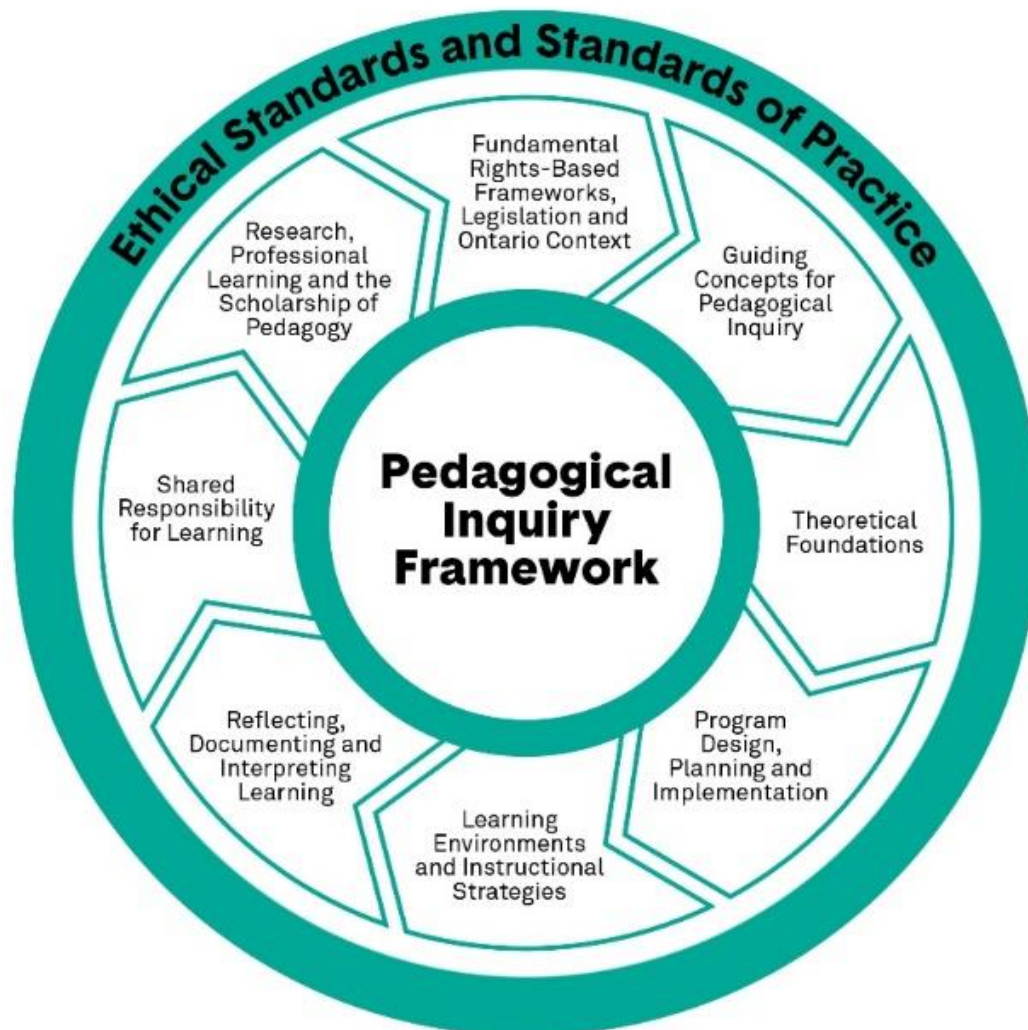 Ethical Standards and Standards of Practice
Fundamental
Rights-Based
Frameworks,
Legislation and
Ontario Context
Guiding
Concepts for
Pedagogical
Inquiry
Theoretical
Foundations
Program
Design,
Planning and
Implementation
Learning
Environments
and Instructional
Strategies
Reflecting,
Documenting and
Interpreting
Learning
Shared
Responsibility
for Learning
Research,
Professional
Learning and the
Scholarship of
Pedagogy
Pedagogical
Inquiry
Framework